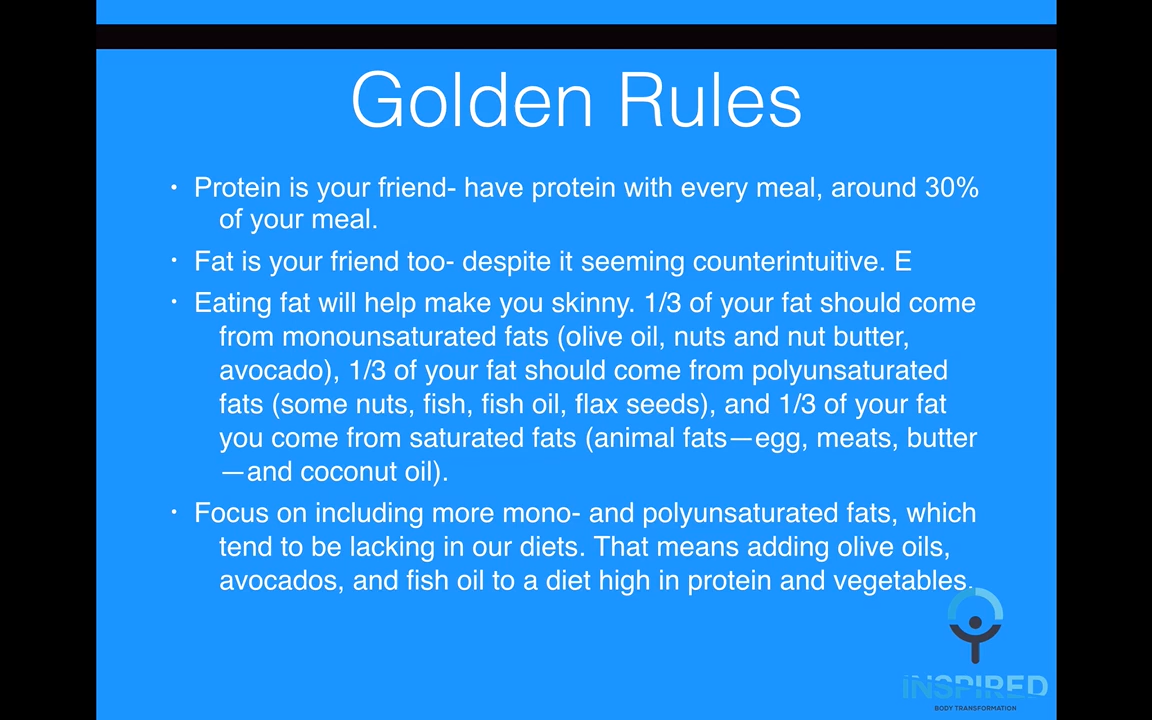 Golden Rules
• Protein is your friend- have protein with every meal, around 30%
of your meal.
• Fat is your friend too- despite it seeming counterintuitive. E
• Eating fat will help make you skinny. 1/3 of your fat should come
from monounsaturated fats (olive oil, nuts and nut butter,
avocado), 1/3 of your fat should come from polyunsaturated
fats (some nuts, fish, fish oil, flax seeds), and 1/3 of your fat
you come from saturated fats (animal fats—egg, meats, butter
—and coconut oil).
• Focus on including more mono- and polyunsaturated fats, which
tend to be lacking in our diets. That means adding olive oils,
avocados, and fish oil to a diet high in protein and vegetables.
INSPIRED
BODY TRANSFORMATION